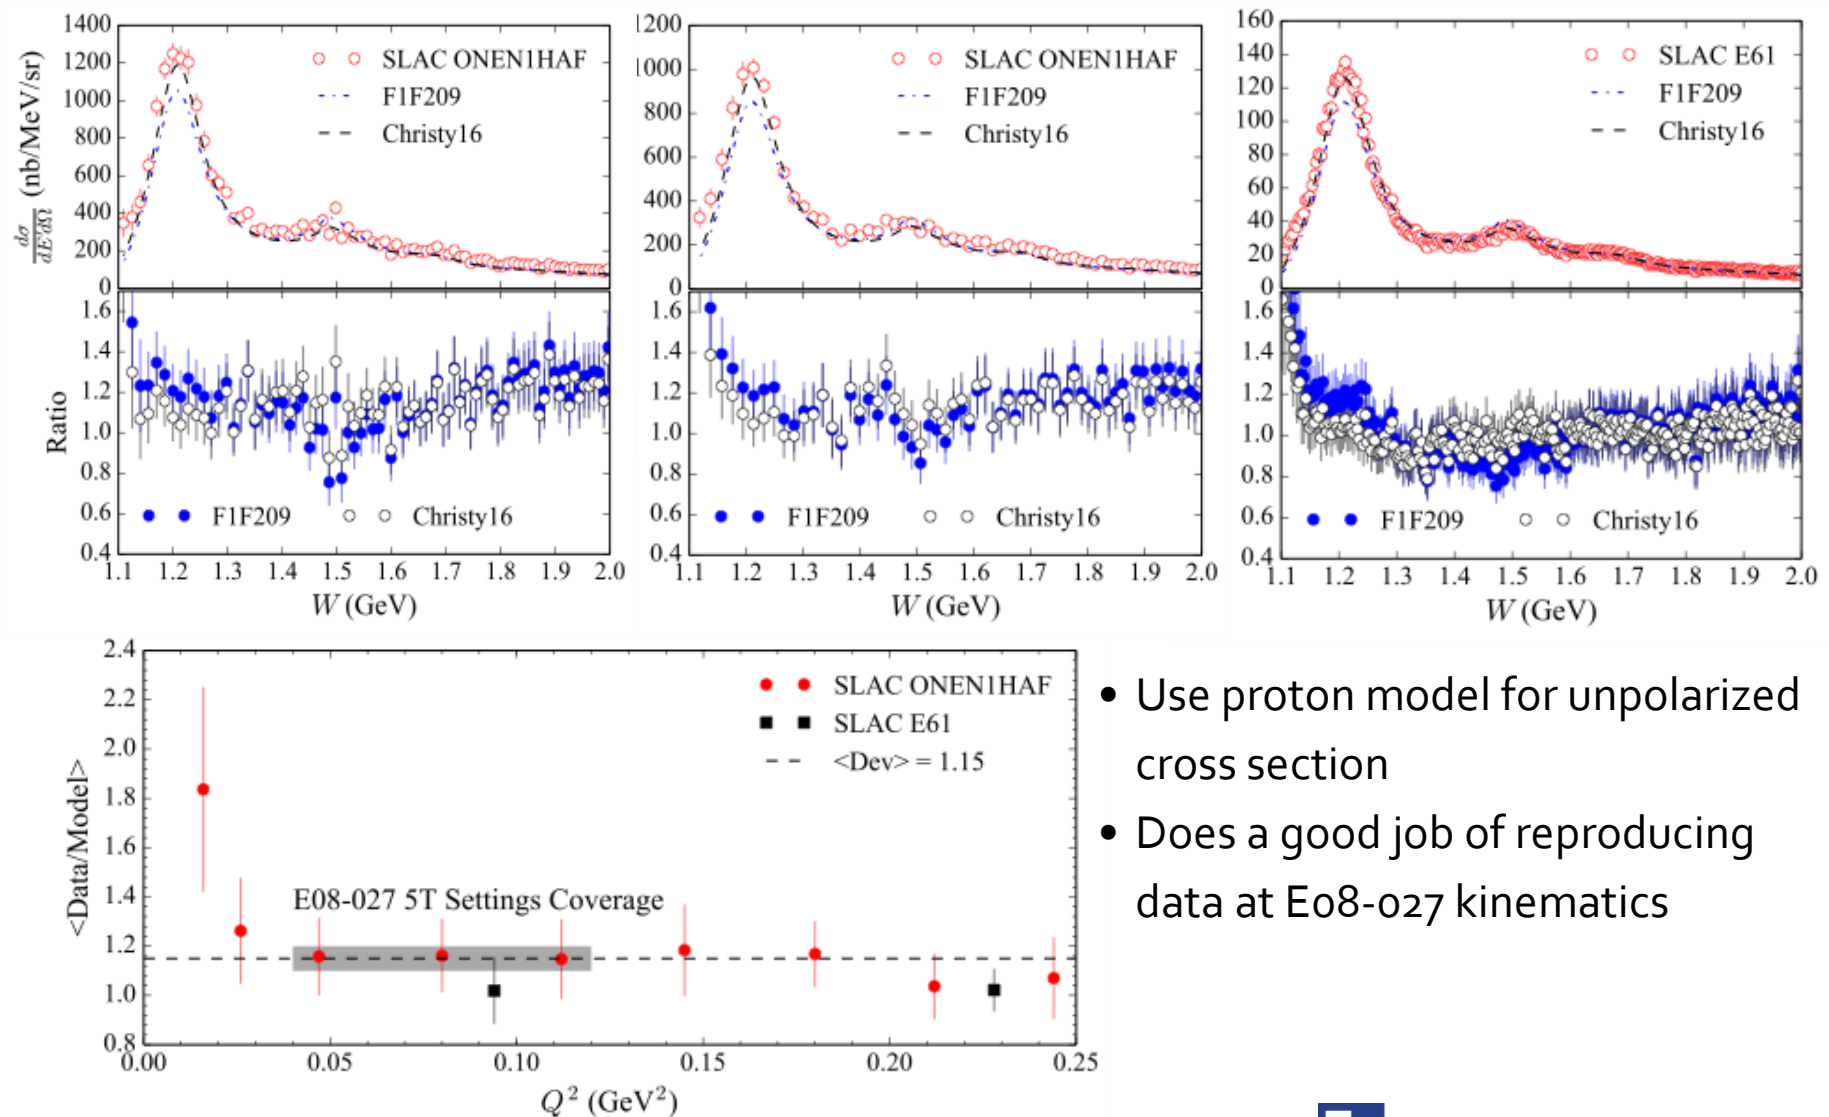 1400
1200
1000
800
600
400
200
0
dσ/dE'dΩ (nb/MeV/sr)
SLAC ONEN1HAF
F1F209
Christy16
1.6
1.4
1.2
1.0
0.8
0.6
0.4
Ratio
F1F209 Christy16
1.1 1.2 1.3 1.4 1.5 1.6 1.7 1.8 1.9 2.0
W (GeV)
1200
1000
800
600
400
200
0
SLAC ONEN1HAF
F1F209
Christy16
1.6
1.4
1.2
1.0
0.8
0.6
0.4
F1F209 Christy16
1.1 1.2 1.3 1.4 1.5 1.6 1.7 1.8 1.9 2.0
W (GeV)
160
140
120
100
80
60
40
20
0
SLAC E61
F1F209
Christy16
1.6
1.4
1.2
1.0
0.8
0.6
0.4
F1F209 Christy16
1.1 1.2 1.3 1.4 1.5 1.6 1.7 1.8 1.9 2.0
W (GeV)
2.4
2.2
2.0
1.8
1.6
1.4
1.2
1.0
0.8
<Data/Model>
SLAC ONEN1HAF
SLAC E61
<Dev> = 1.15
E08-027 5T Settings Coverage
0.00 0.05 0.10 0.15 0.20 0.25
Q² (GeV²)
• Use proton model for unpolarized
cross section
• Does a good job of reproducing
data at E08-027 kinematics